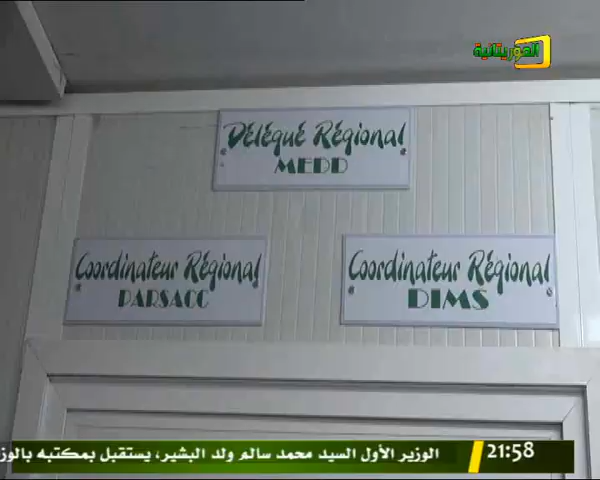 الموريتانية
Délégué Régional
MEDD
Coordinateur Régional
PARSACC
Coordinateur Régional
DIMS
الوزير الأول السيد محمد سالم ولد البشير، يستقبل بمكتبه بالوز
21:58